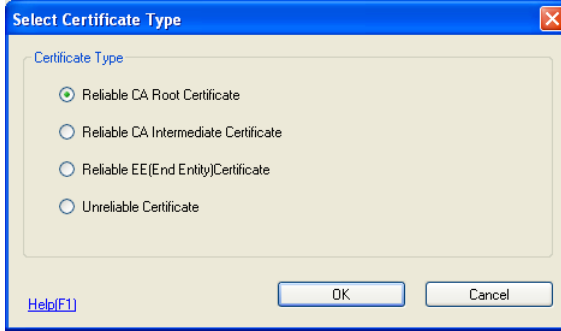 Select Certificate Type
Certificate Type
Reliable CA Root Certificate
Reliable CA Intermediate Certificate
Reliable EE(End Entity)Certificate
Unreliable Certificate
Help(F1)
OK
Cancel